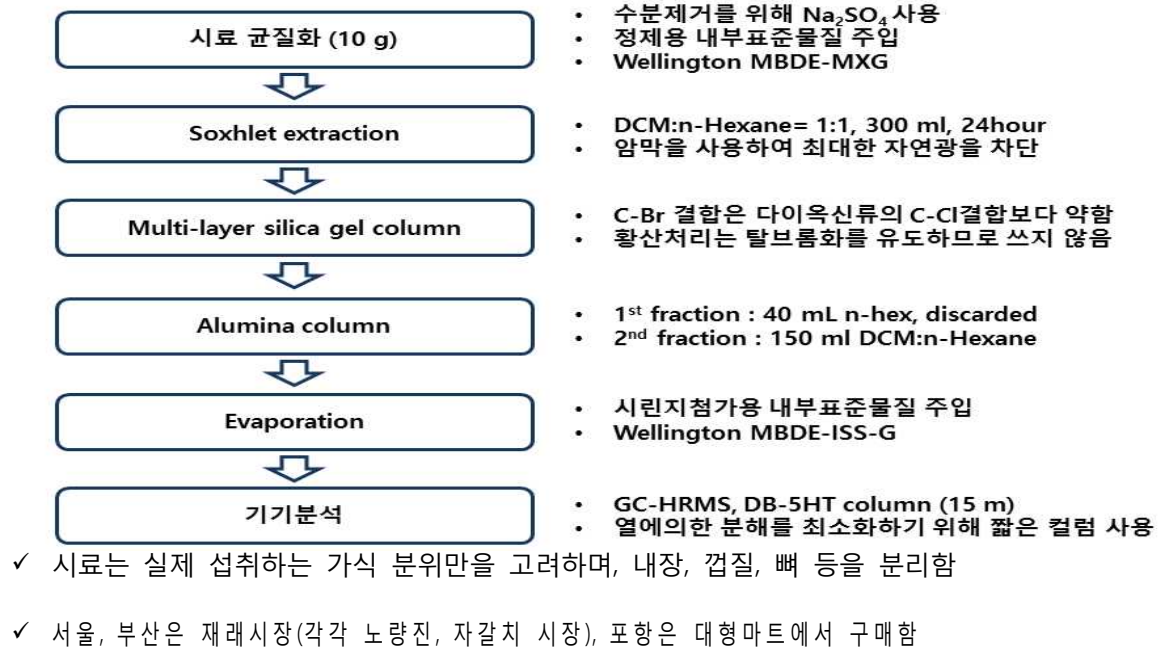 시료 균질화 (10 g)
• 수분제거를 위해 Na₂SO₄ 사용
• 정제용 내부표준물질 주입
• Wellington MBDE-MXG
Soxhlet extraction
• DCM:n-Hexane= 1:1, 300 ml, 24hour
• 암막을 사용하여 최대한 자연광을 차단
Multi-layer silica gel column
• C-Br 결합은 다이옥신류의 C-Cl결합보다 약함
• 황산처리는 탈브롬화를 유도하므로 쓰지 않음
Alumina column
• 1ˢᵗ fraction : 40 mL n-hex, discarded
• 2ⁿᵈ fraction : 150 ml DCM:n-Hexane
Evaporation
• 시린지첨가용 내부표준물질 주입
• Wellington MBDE-ISS-G
기기분석
• GC-HRMS, DB-5HT column (15 m)
• 열에의한 분해를 최소화하기 위해 짧은 컬럼 사용
✓ 시료는 실제 섭취하는 가식 분위만을 고려하며, 내장, 껍질, 뼈 등을 분리함
✓ 서울, 부산은 재래시장(각각 노량진, 자갈치 시장), 포항은 대형마트에서 구매함